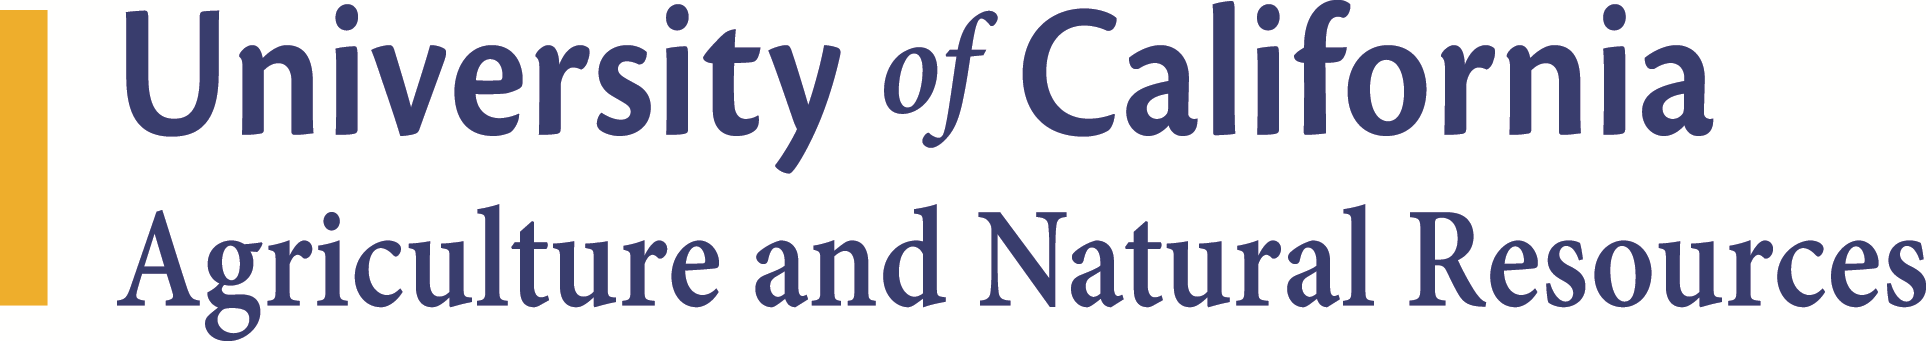 University of California
Agriculture and Natural Resources